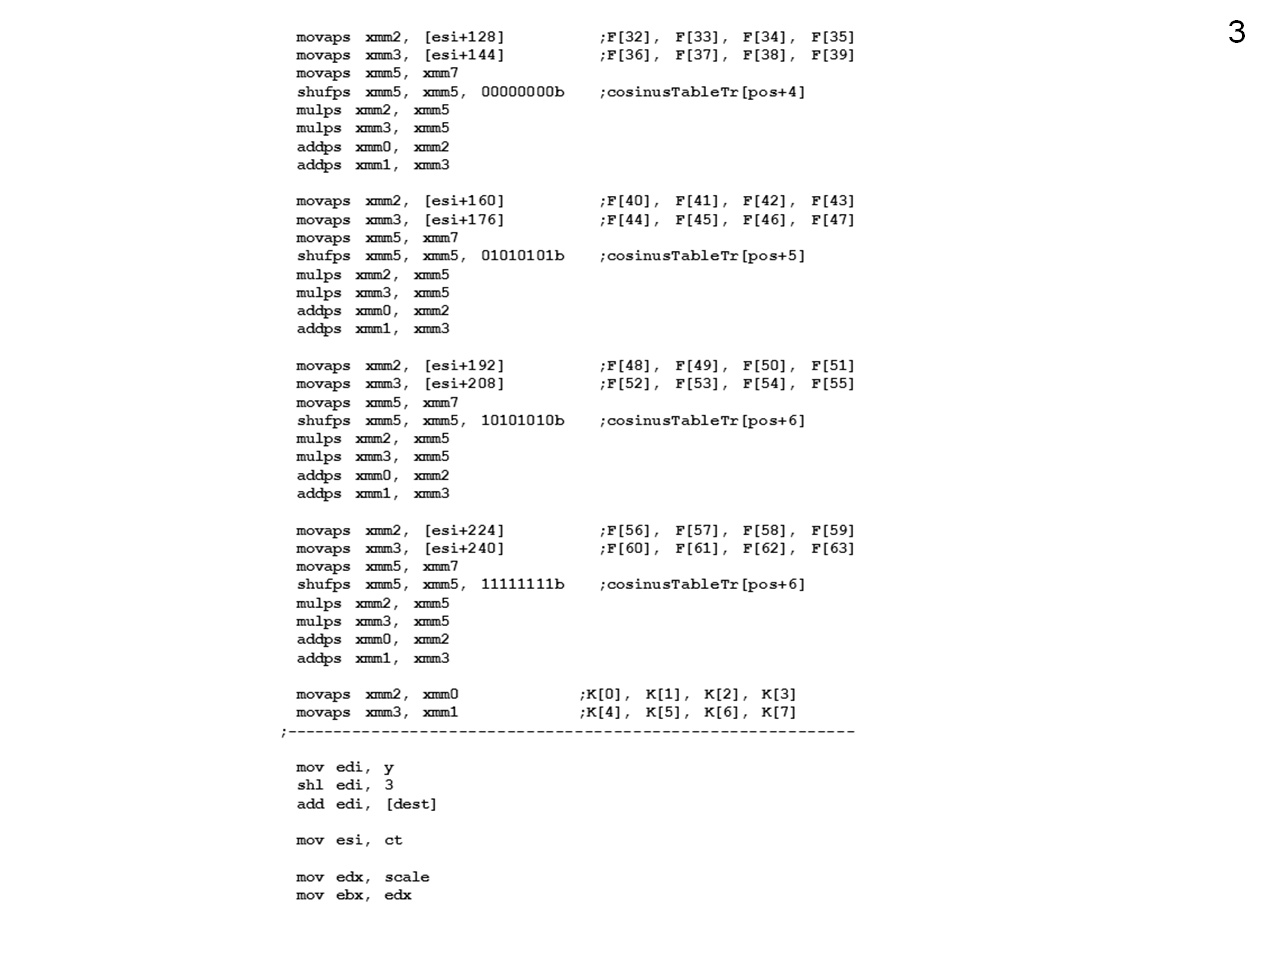 3
movaps xmm2, [esi+128] ;F[32], F[33], F[34], F[35]
movaps xmm3, [esi+144] ;F[36], F[37], F[38], F[39]
movaps xmm5, xmm7
shufps xmm5, xmm5, 00000000b ;cosinusTableTr[pos+4]
mulps xmm2, xmm5
mulps xmm3, xmm5
addps xmm0, xmm2
addps xmm1, xmm3
movaps xmm2, [esi+160] ;F[40], F[41], F[42], F[43]
movaps xmm3, [esi+176] ;F[44], F[45], F[46], F[47]
movaps xmm5, xmm7
shufps xmm5, xmm5, 01010101b ;cosinusTableTr[pos+5]
mulps xmm2, xmm5
mulps xmm3, xmm5
addps xmm0, xmm2
addps xmm1, xmm3
movaps xmm2, [esi+192] ;F[48], F[49], F[50], F[51]
movaps xmm3, [esi+208] ;F[52], F[53], F[54], F[55]
movaps xmm5, xmm7
shufps xmm5, xmm5, 10101010b ;cosinusTableTr[pos+6]
mulps xmm2, xmm5
mulps xmm3, xmm5
addps xmm0, xmm2
addps xmm1, xmm3
movaps xmm2, [esi+224] ;F[56], F[57], F[58], F[59]
movaps xmm3, [esi+240] ;F[60], F[61], F[62], F[63]
movaps xmm5, xmm7
shufps xmm5, xmm5, 11111111b ;cosinusTableTr[pos+6]
mulps xmm2, xmm5
mulps xmm3, xmm5
addps xmm0, xmm2
addps xmm1, xmm3
movaps xmm2, xmm0 ;K[0], K[1], K[2], K[3]
movaps xmm3, xmm1 ;K[4], K[5], K[6], K[7]
;----------------------------------------------------------
mov edi, y
shl edi, 3
add edi, [dest]
mov esi, ct
mov edx, scale
mov ebx, edx